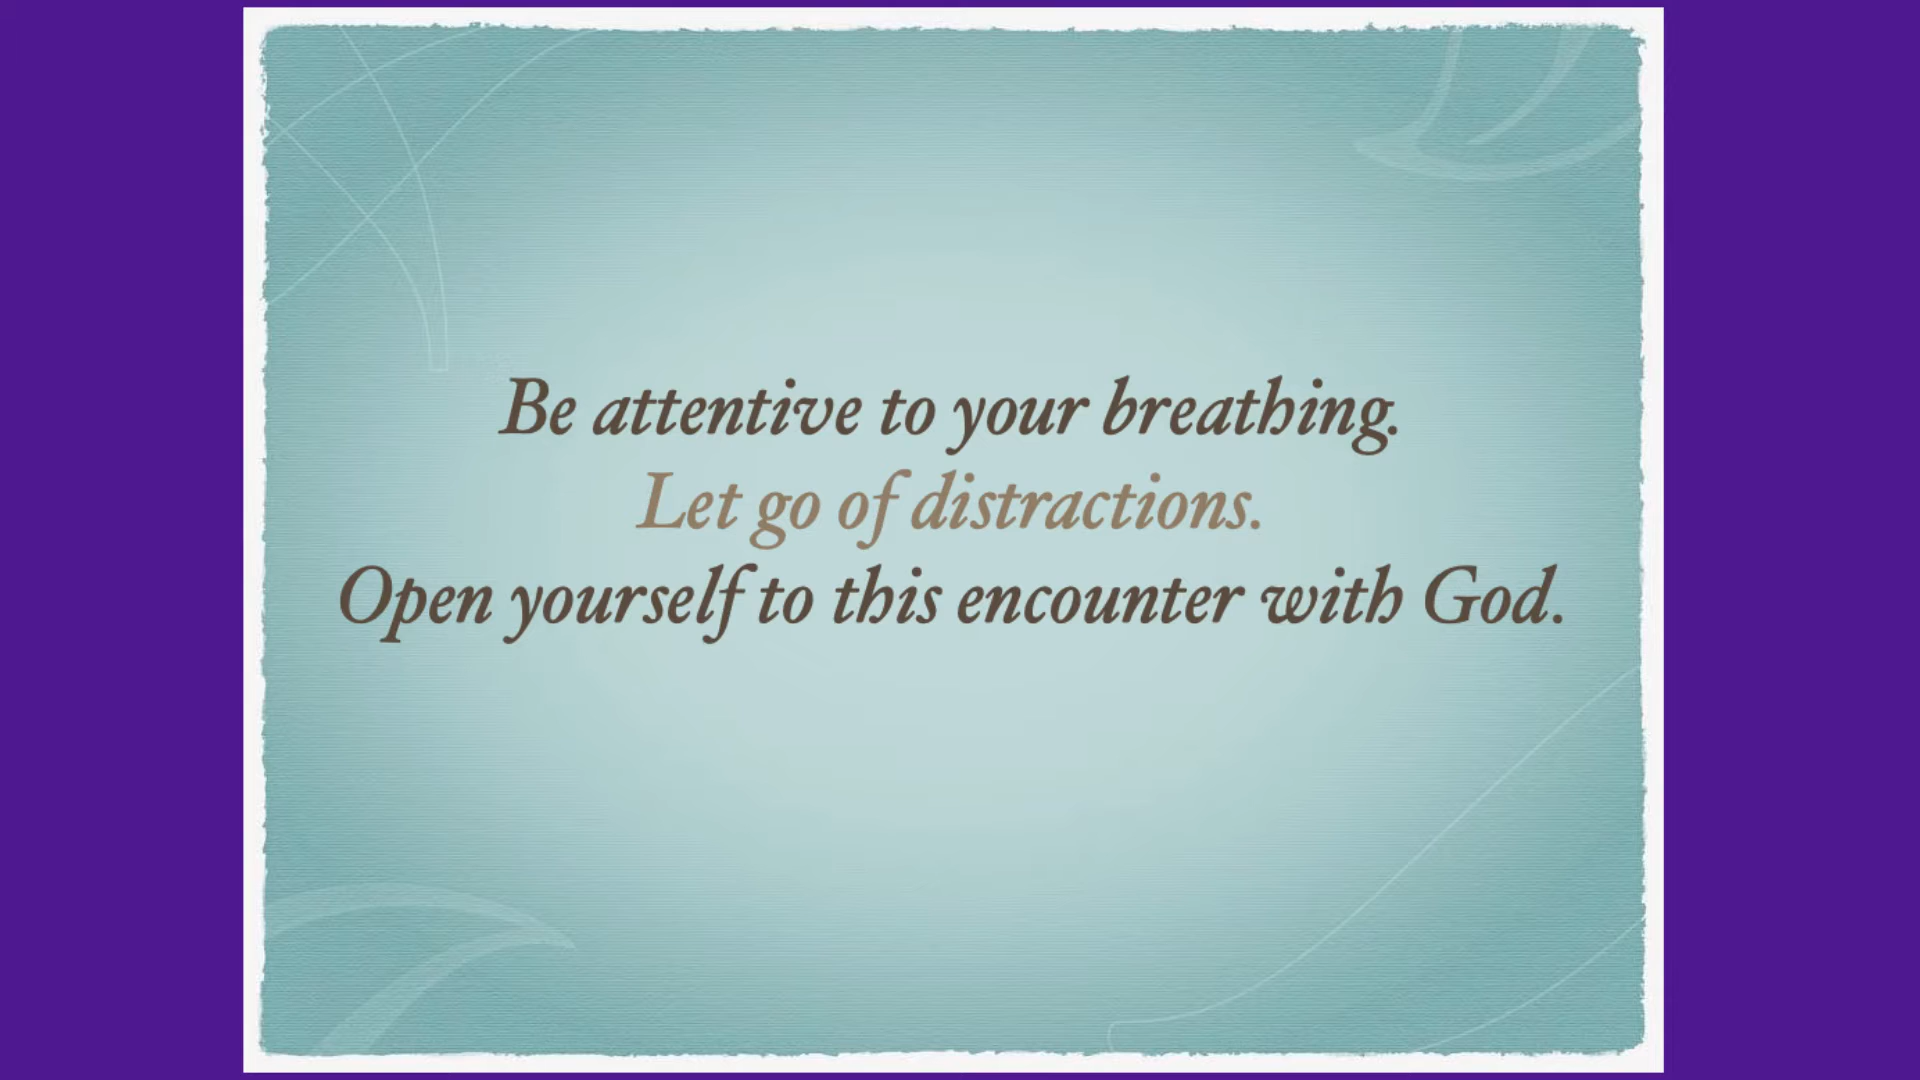 Be attentive to your breathing.
Let go of distractions.
Open yourself to this encounter with God.